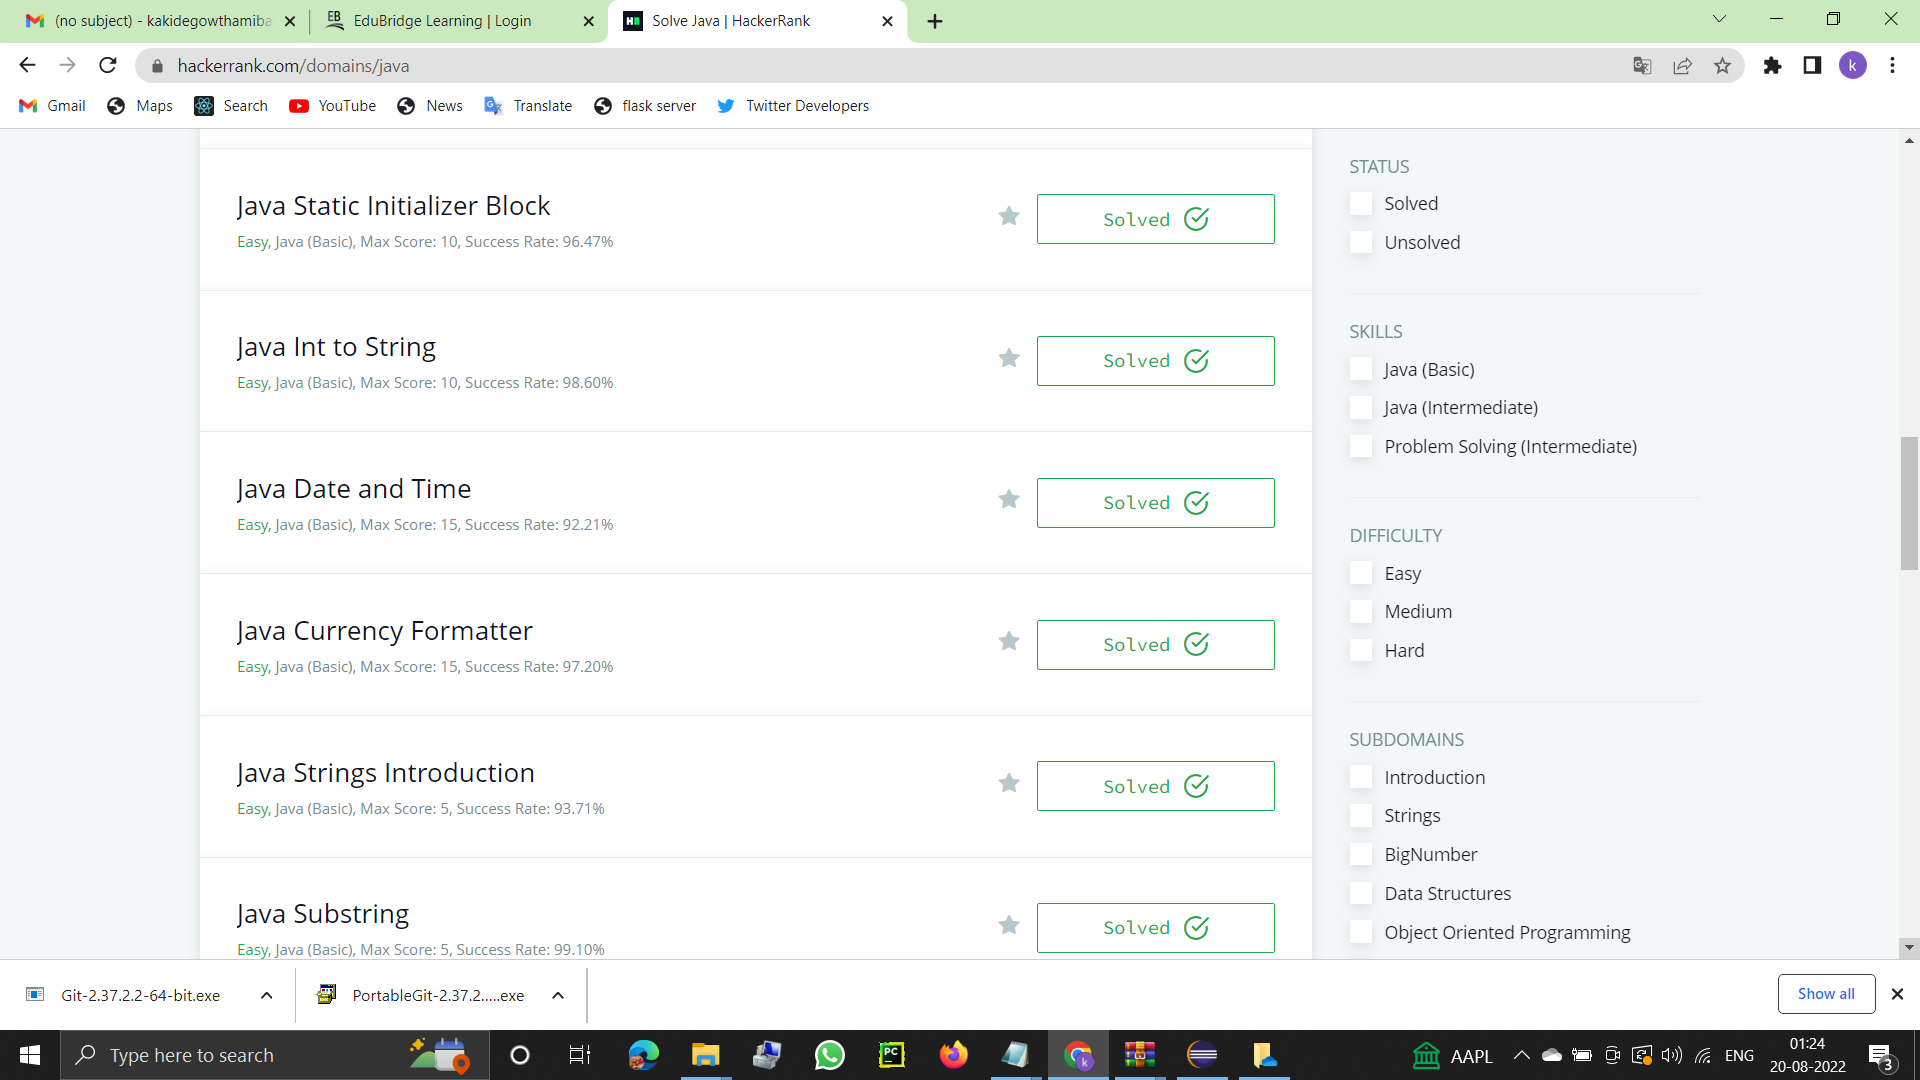 (no subject) - kakidegowthamiba
EduBridge Learning | Login
Solve Java | HackerRank
hackerrank.com/domains/java
k
Gmail
Maps
Search
YouTube
News
Translate
flask server
Twitter Developers
Java Static Initializer Block
Easy, Java (Basic), Max Score: 10, Success Rate: 96.47%
Solved
Java Int to String
Easy, Java (Basic), Max Score: 10, Success Rate: 98.60%
Solved
Java Date and Time
Easy, Java (Basic), Max Score: 15, Success Rate: 92.21%
Solved
Java Currency Formatter
Easy, Java (Basic), Max Score: 15, Success Rate: 97.20%
Solved
Java Strings Introduction
Easy, Java (Basic), Max Score: 5, Success Rate: 93.71%
Solved
Java Substring
Easy, Java (Basic), Max Score: 5, Success Rate: 99.10%
Solved
STATUS
Solved
Unsolved
SKILLS
Java (Basic)
Java (Intermediate)
Problem Solving (Intermediate)
DIFFICULTY
Easy
Medium
Hard
SUBDOMAINS
Introduction
Strings
BigNumber
Data Structures
Object Oriented Programming
Git-2.37.2.2-64-bit.exe
PortableGit-2.37.2.....exe
Show all
Type here to search
AAPL
ENG
01:24
20-08-2022
3